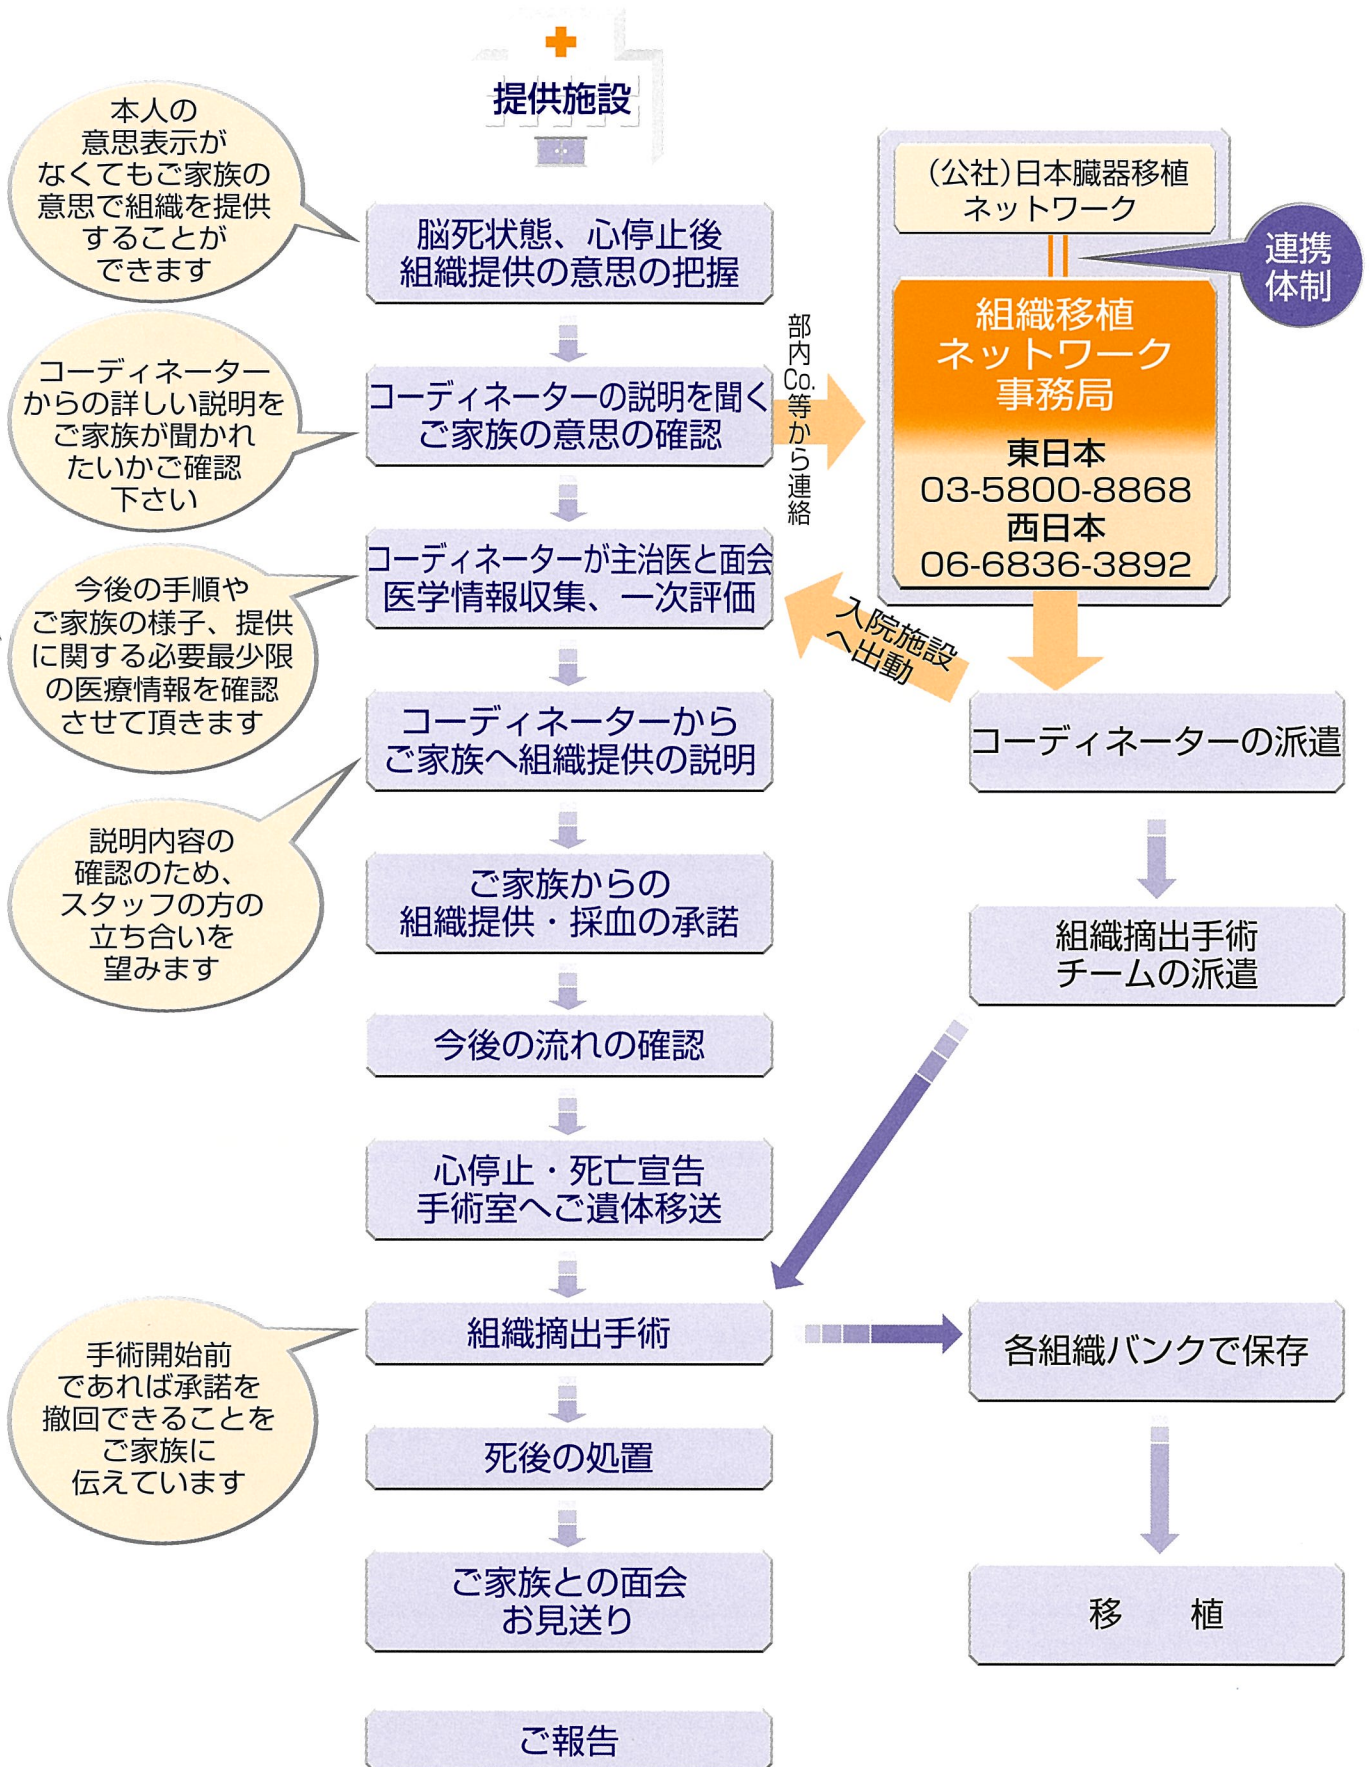 提供施設
本人の
意思表示が
なくてもご家族の
意思で組織を提供
することが
できます
脳死状態、心停止後
組織提供の意思の把握
コーディネーター
からの詳しい説明を
ご家族が聞かれ
たいかご確認
下さい
コーディネーターの説明を聞く
ご家族の意思の確認
部内Co.等から連絡
(公社)日本臓器移植
ネットワーク
連携
体制
組織移植
ネットワーク
事務局
東日本
03-5800-8868
西日本
06-6836-3892
今後の手順や
ご家族の様子、提供
に関する必要最少限
の医療情報を確認
させて頂きます
コーディネーターが主治医と面会
医学情報収集、一次評価
入院施設
へ出動
コーディネーターの派遣
説明内容の
確認のため、
スタッフの方の
立ち合いを
望みます
コーディネーターから
ご家族へ組織提供の説明
ご家族からの
組織提供・採血の承諾
組織摘出手術
チームの派遣
今後の流れの確認
心停止・死亡宣告
手術室へご遺体移送
手術開始前
であれば承諾を
撤回できることを
ご家族に
伝えています
組織摘出手術
各組織バンクで保存
死後の処置
ご家族との面会
お見送り
移　植
ご報告